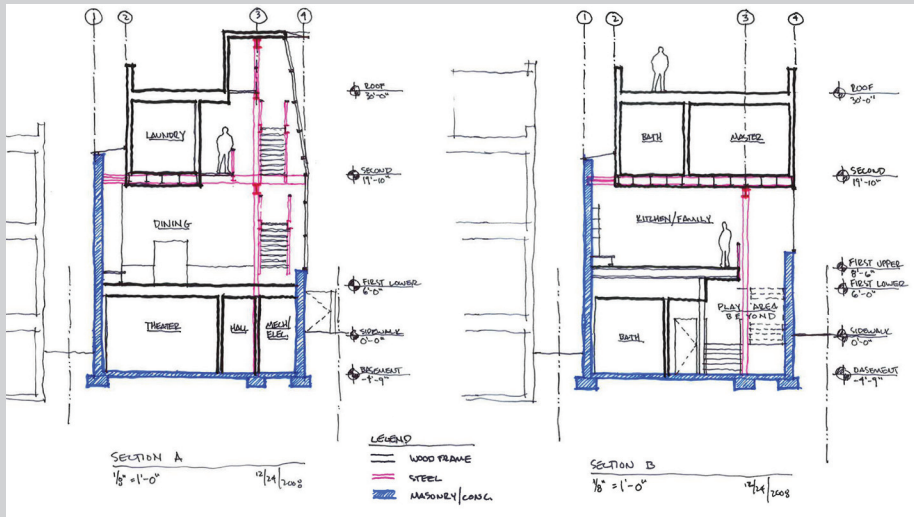 1
2
3
4
ROOF
30'-0"
LAUNDRY
SECOND
19'-10"
DINING
FIRST LOWER
6'-0"
THEATER
HALL
MECH/
ELEC.
SIDEWALK
0'-0"
BASEMENT
-4'-9"
SECTION A
1/8" = 1'-0"
12/24/2008
LEGEND
WOOD FRAME
STEEL
MASONRY/CONC.
1
2
3
4
ROOF
30'-0"
BATH
MASTER
SECOND
19'-10"
KITCHEN/FAMILY
FIRST UPPER
8'-6"
FIRST LOWER
6'-0"
PLAY AREA
BEYOND
SIDEWALK
0'-0"
BATH
BASEMENT
-4'-9"
SECTION B
1/8" = 1'-0"
12/24/2008